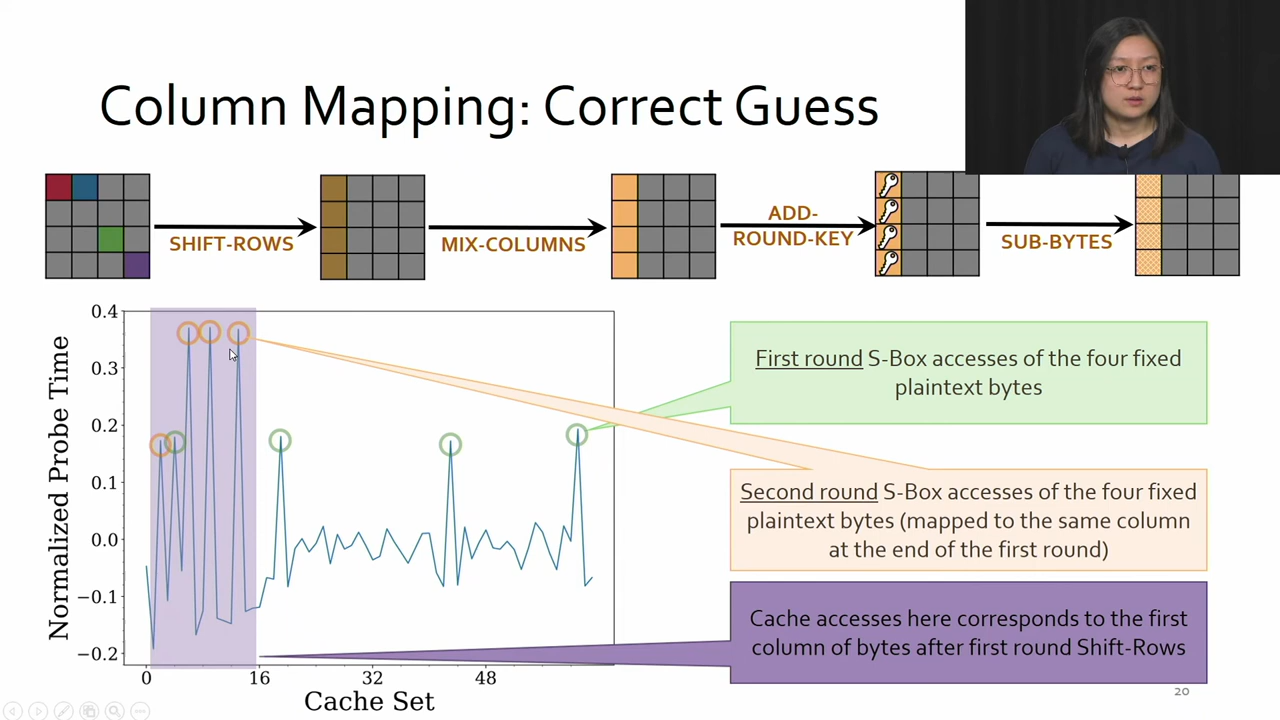 Column Mapping: Correct Guess
SHIFT-ROWS
MIX-COLUMNS
ADD-
ROUND-KEY
SUB-BYTES
Normalized Probe Time
0.4
0.3
0.2
0.1
0.0
−0.1
−0.2
0
16
32
48
Cache Set
First round S-Box accesses of the four fixed
plaintext bytes
Second round S-Box accesses of the four fixed
plaintext bytes (mapped to the same column
at the end of the first round)
Cache accesses here corresponds to the first
column of bytes after first round Shift-Rows
20